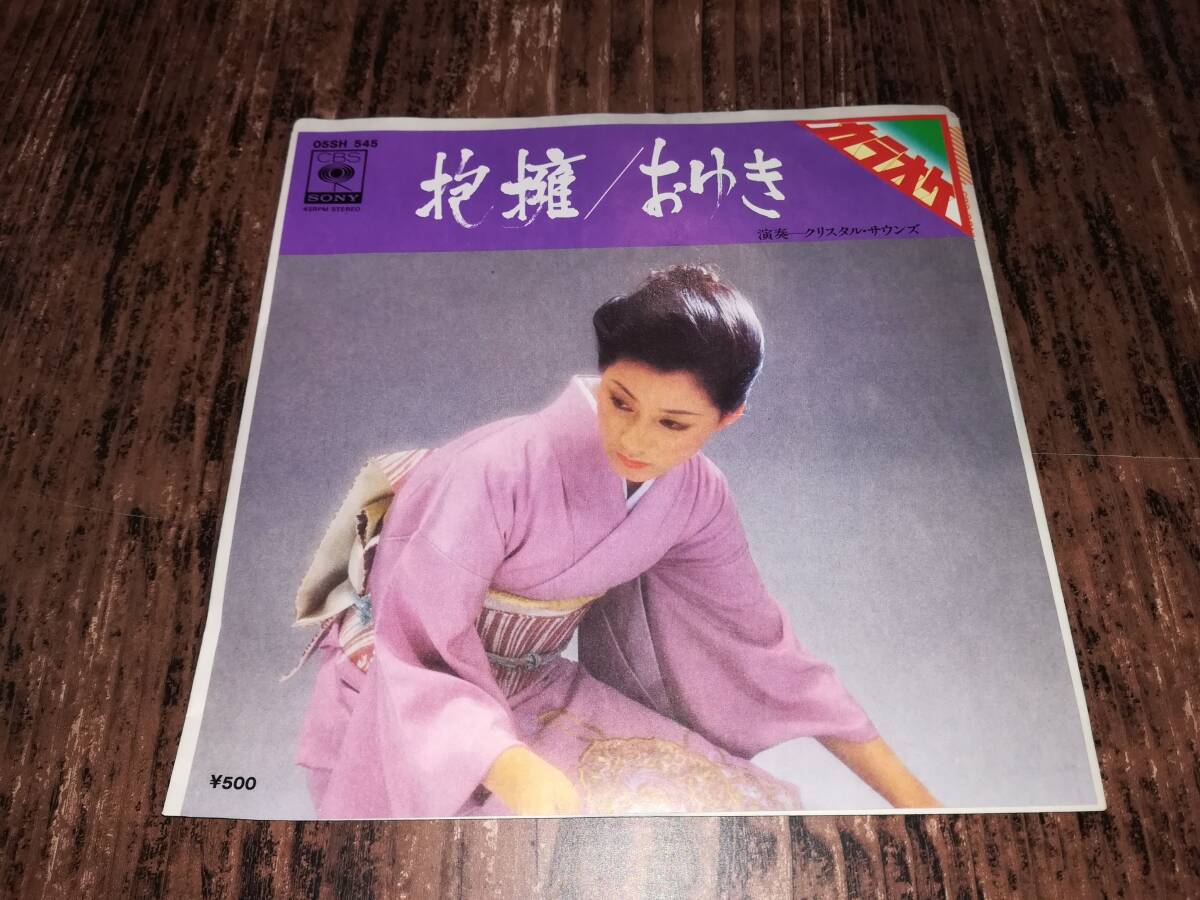 05SH 545
CBS
SONY
45RPM STEREO
抱擁/おゆき
カラオケ
演奏―クリスタル・サウンズ
¥500